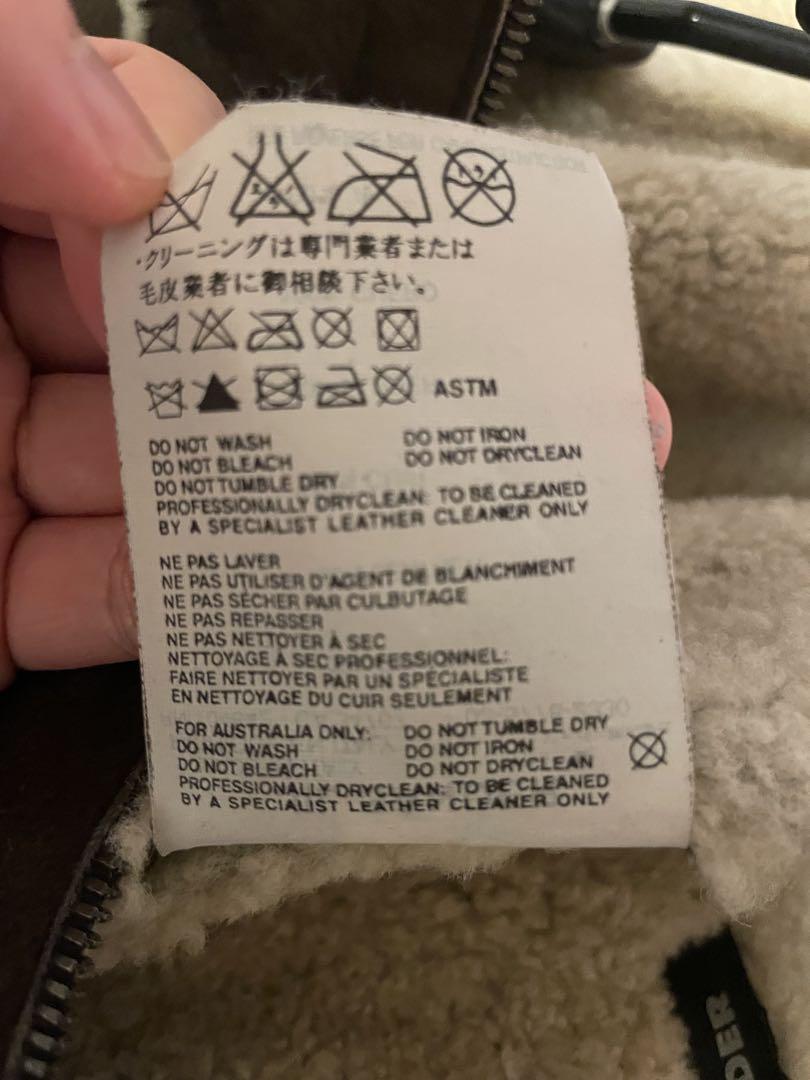 ・クリーニングは専門業者または
毛皮業者に御相談下さい。
ASTM
DO NOT WASH DO NOT IRON
DO NOT BLEACH DO NOT DRYCLEAN
DO NOT TUMBLE DRY
PROFESSIONALLY DRYCLEAN: TO BE CLEANED
BY A SPECIALIST LEATHER CLEANER ONLY
NE PAS LAVER
NE PAS UTILISER D'AGENT DE BLANCHIMENT
NE PAS SÉCHER PAR CULBUTAGE
NE PAS REPASSER
NE PAS NETTOYER À SEC
NETTOYAGE À SEC PROFESSIONNEL:
FAIRE NETTOYER PAR UN SPÉCIALISTE
EN NETTOYAGE DU CUIR SEULEMENT
FOR AUSTRALIA ONLY: DO NOT TUMBLE DRY
DO NOT WASH DO NOT IRON
DO NOT BLEACH DO NOT DRYCLEAN
PROFESSIONALLY DRYCLEAN: TO BE CLEANED
BY A SPECIALIST LEATHER CLEANER ONLY
DER